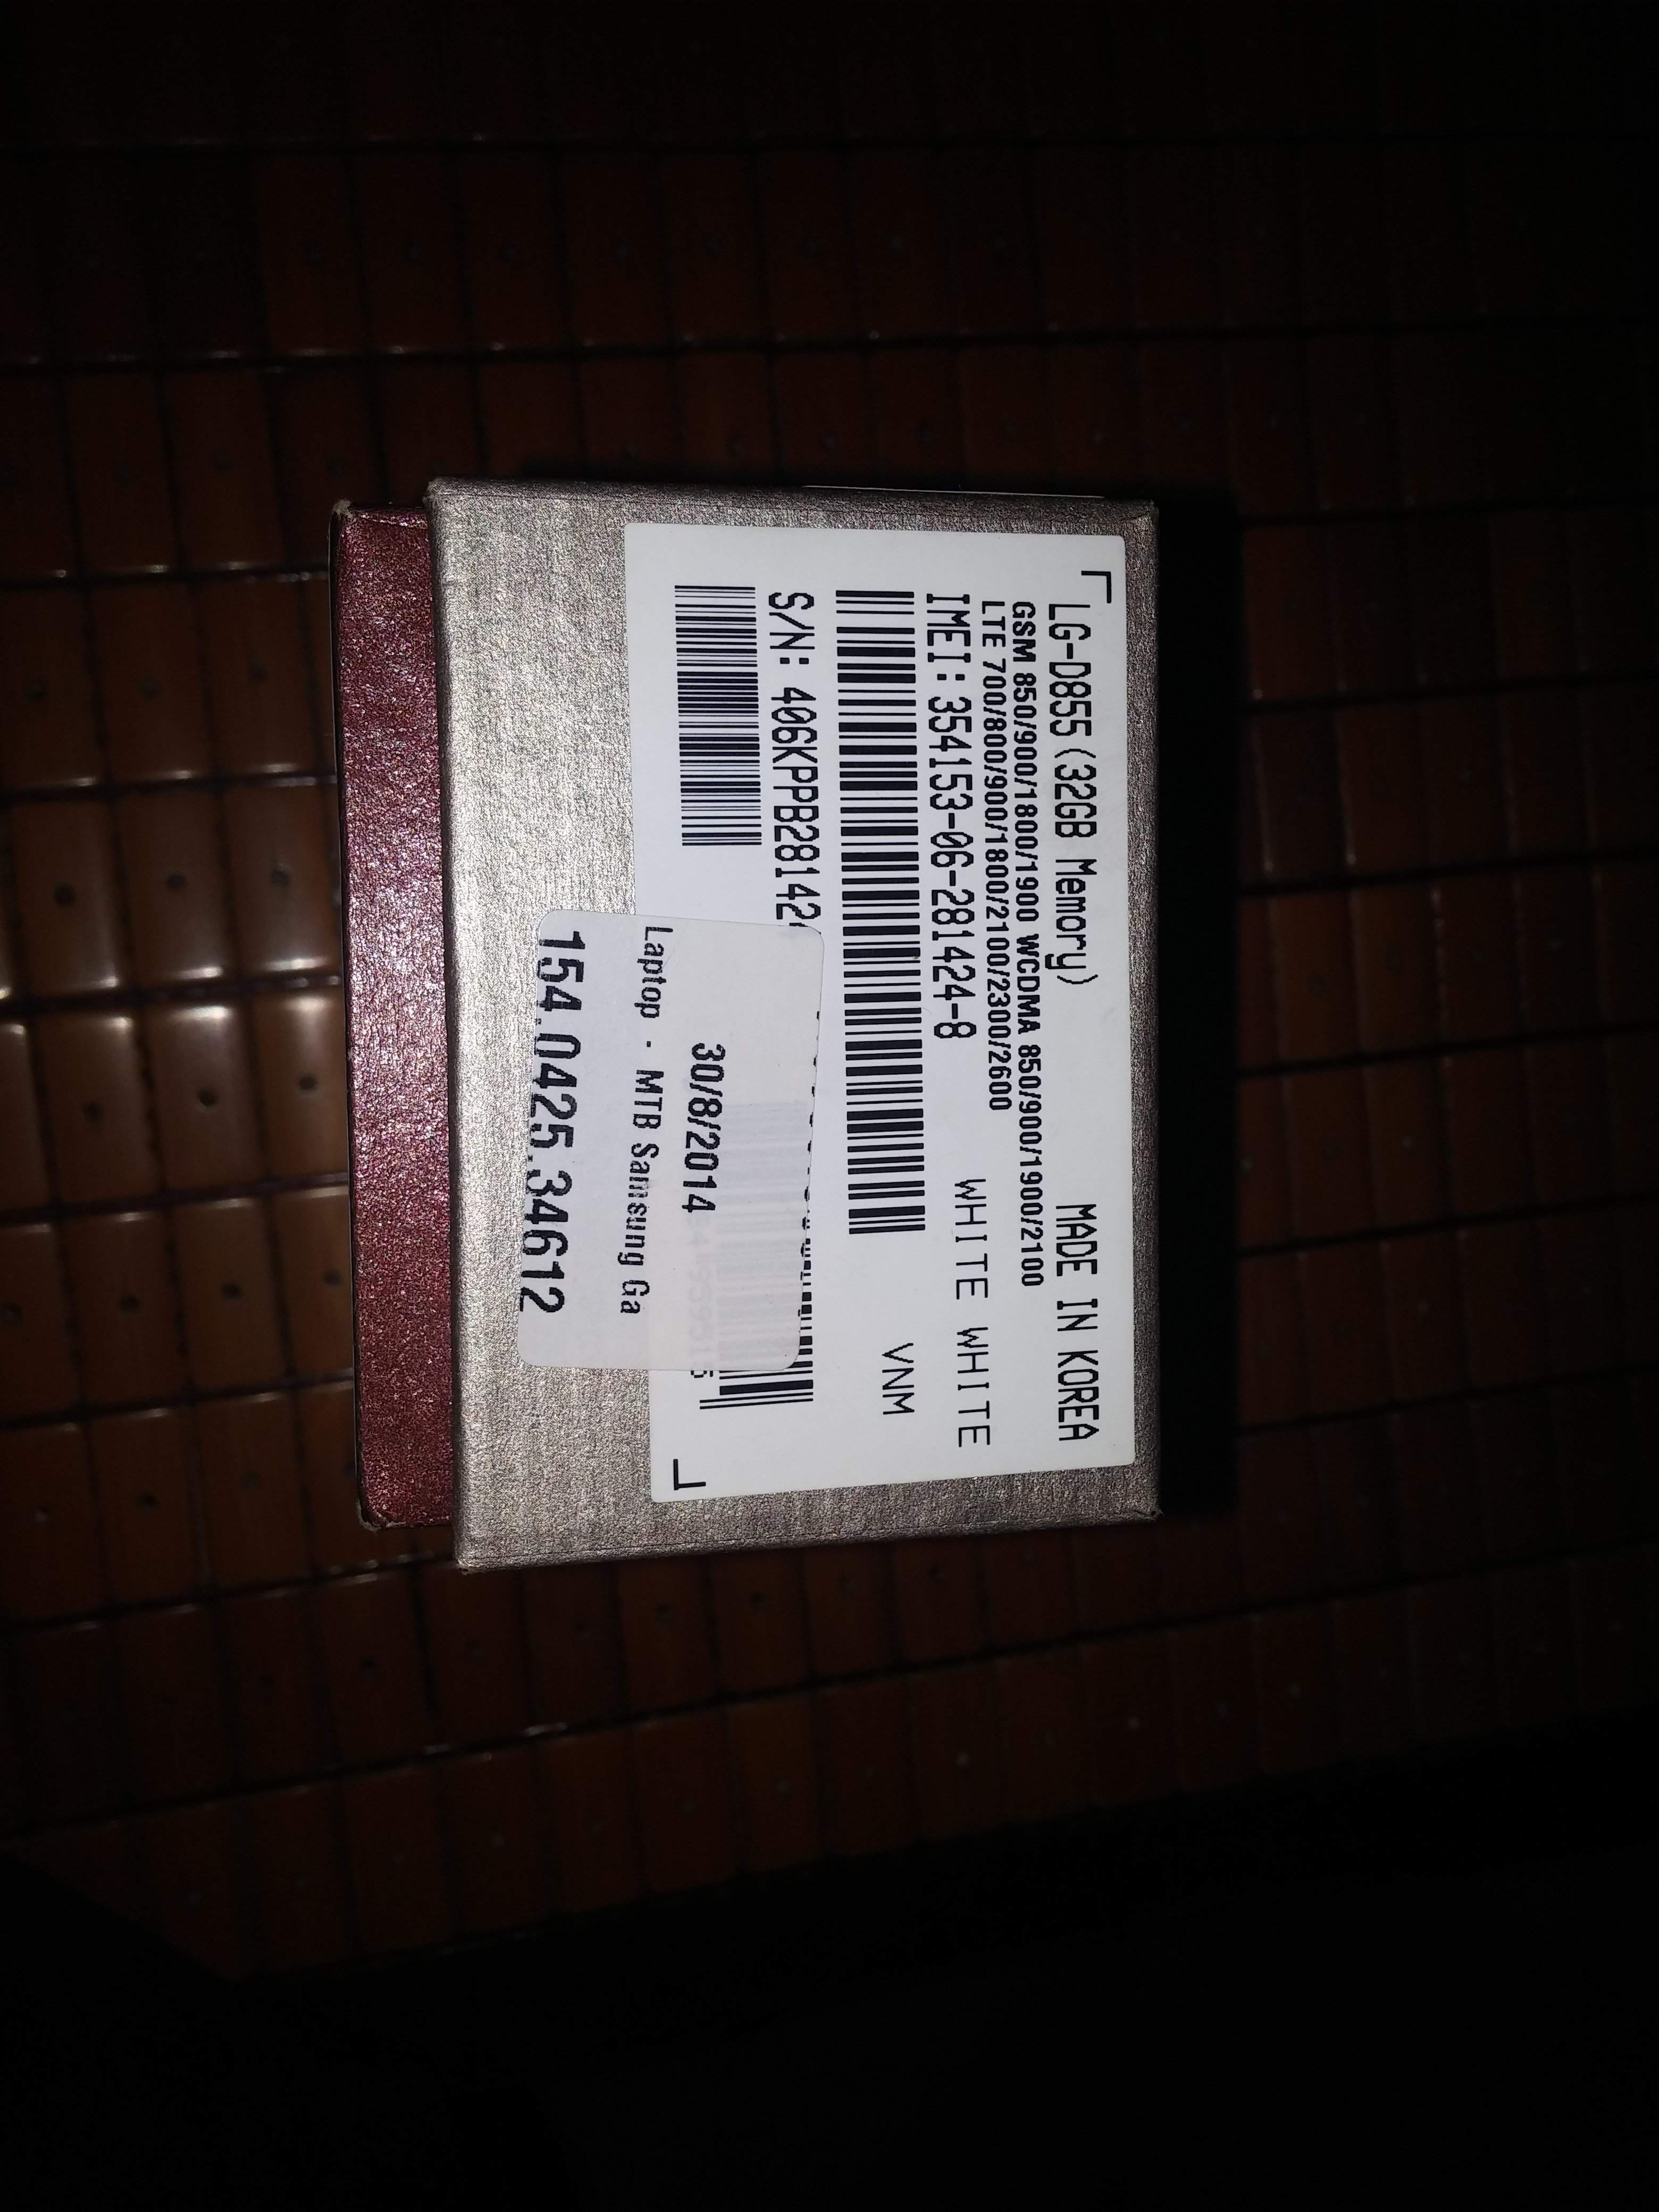 LG-D855(32GB Memory) MADE IN KOREA
GSM 850/900/1800/1900 WCDMA 850/900/1900/2100
LTE 700/800/900/1800/2100/2300/2600
IMEI:354153-06-281424-8 WHITE WHITE
VNM
S/N: 406KPPB28142
30/8/2014
Laptop - MTB Samsung Ga
154.0425.34612